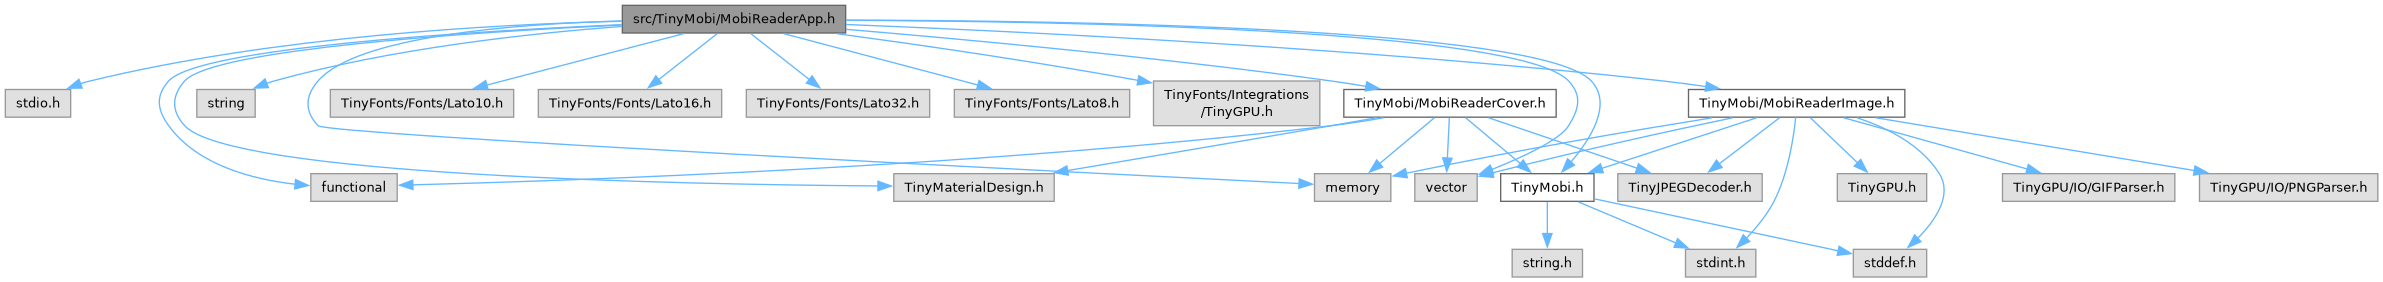 src/TinyMobi/MobiReaderApp.h
stdio.h
string
TinyFonts/Fonts/Lato10.h
TinyFonts/Fonts/Lato16.h
TinyFonts/Fonts/Lato32.h
TinyFonts/Fonts/Lato8.h
TinyFonts/Integrations
/TinyGPU.h
TinyMobi/MobiReaderCover.h
TinyMobi/MobiReaderImage.h
functional
TinyMaterialDesign.h
memory
vector
TinyMobi.h
TinyJPEGDecoder.h
TinyGPU.h
TinyGPU/IO/GIFParser.h
TinyGPU/IO/PNGParser.h
string.h
stdint.h
stddef.h